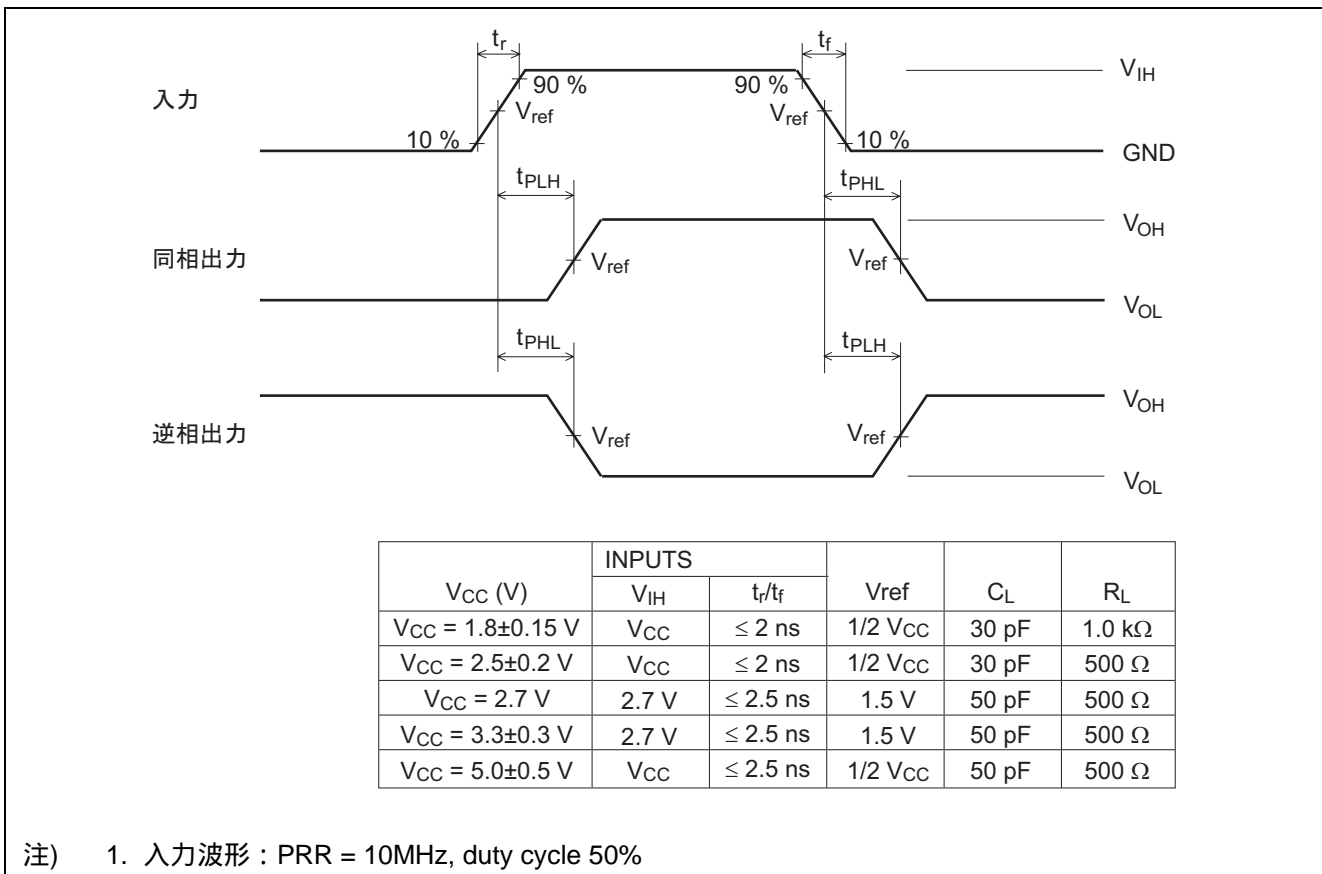 tr tf
VIH
90 % 90 %
入力
Vref Vref
10 % 10 %
GND
tPLH tPHL
VOH
同相出力
Vref Vref
VOL
tPHL tPLH
VOH
逆相出力
Vref Vref
VOL
INPUTS
VCC (V) VIH tr/tf Vref CL RL
VCC = 1.8±0.15 V VCC ≤ 2 ns 1/2 VCC 30 pF 1.0 kΩ
VCC = 2.5±0.2 V VCC ≤ 2 ns 1/2 VCC 30 pF 500 Ω
VCC = 2.7 V 2.7 V ≤ 2.5 ns 1.5 V 50 pF 500 Ω
VCC = 3.3±0.3 V 2.7 V ≤ 2.5 ns 1.5 V 50 pF 500 Ω
VCC = 5.0±0.5 V VCC ≤ 2.5 ns 1/2 VCC 50 pF 500 Ω
注) 1. 入力波形：PRR = 10MHz, duty cycle 50%